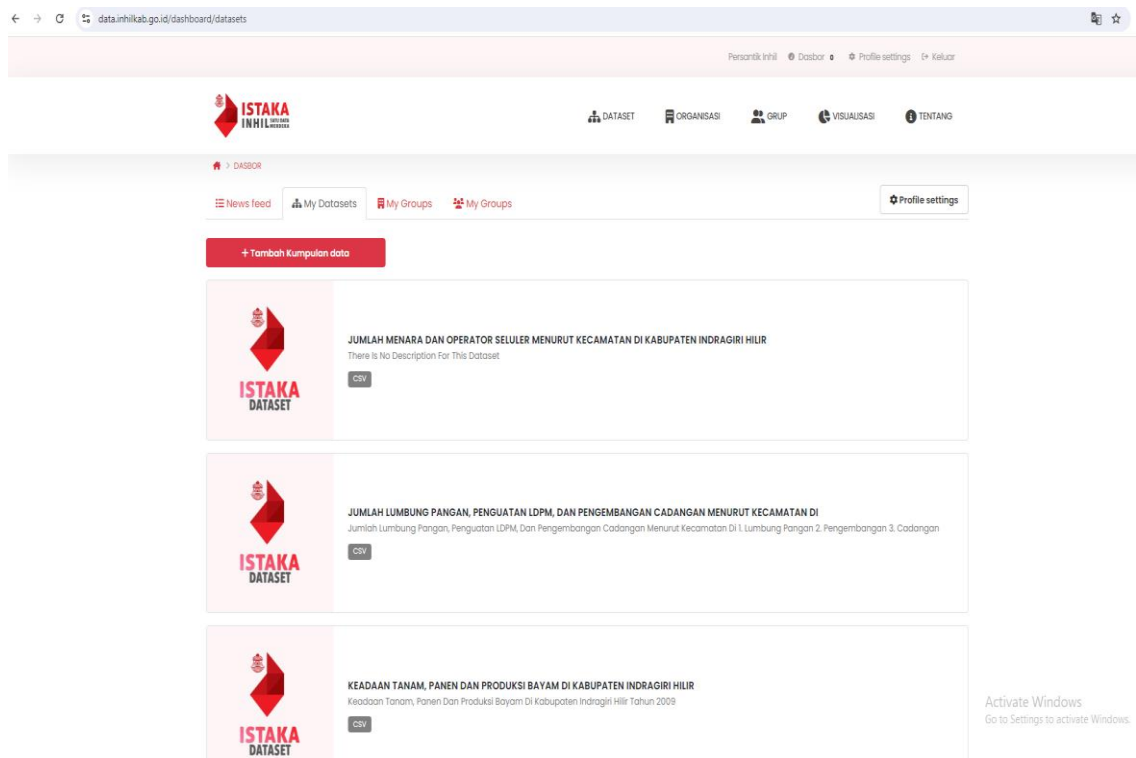 data.inhilkab.go.id/dashboard/datasets
Persantik Inhil Dasbor 0 Profile settings Keluar
ISTAKA
INHIL SATU DATA MERDEKA
DATASET ORGANISASI GRUP VISUALISASI TENTANG
> DASBOR
News feed My Datasets My Groups My Groups Profile settings
+ Tambah Kumpulan data
JUMLAH MENARA DAN OPERATOR SELULER MENURUT KECAMATAN DI KABUPATEN INDRAGIRI HILIR
There Is No Description For This Dataset
CSV
ISTAKA
DATASET
JUMLAH LUMBUNG PANGAN, PENGUATAN LDPM, DAN PENGEMBANGAN CADANGAN MENURUT KECAMATAN DI
Jumlah Lumbung Pangan, Penguatan LDPM, Dan Pengembangan Cadangan Menurut Kecamatan Di 1. Lumbung Pangan 2. Pengembangan 3. Cadangan
CSV
ISTAKA
DATASET
KEADAAN TANAM, PANEN DAN PRODUKSI BAYAM DI KABUPATEN INDRAGIRI HILIR
Keadaan Tanam, Panen Dan Produksi Bayam Di Kabupaten Indragiri Hilir Tahun 2009
CSV
ISTAKA
DATASET
Activate Windows
Go to Settings to activate Windows.